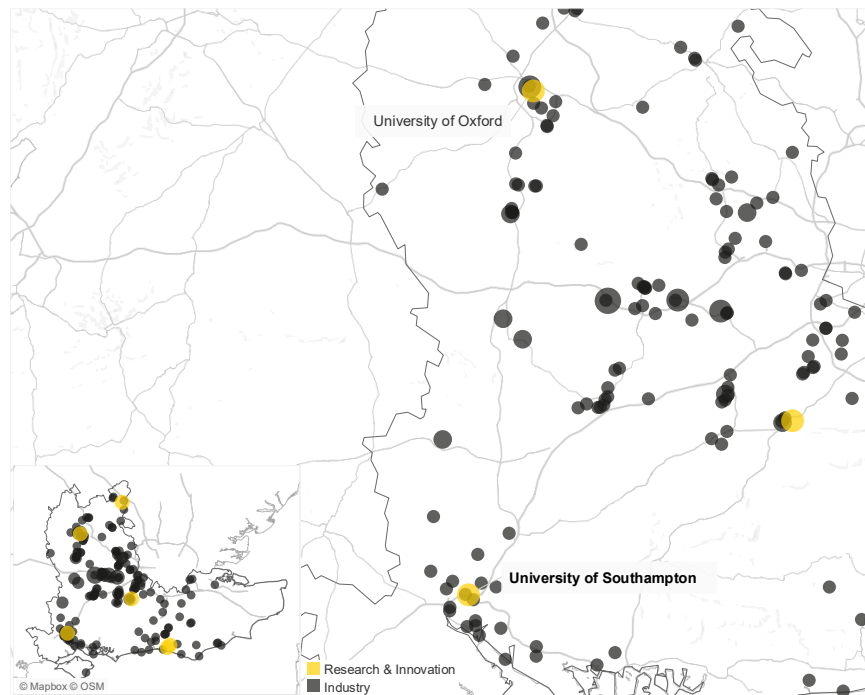 University of Oxford
University of Southampton
Research & Innovation
Industry
© Mapbox © OSM